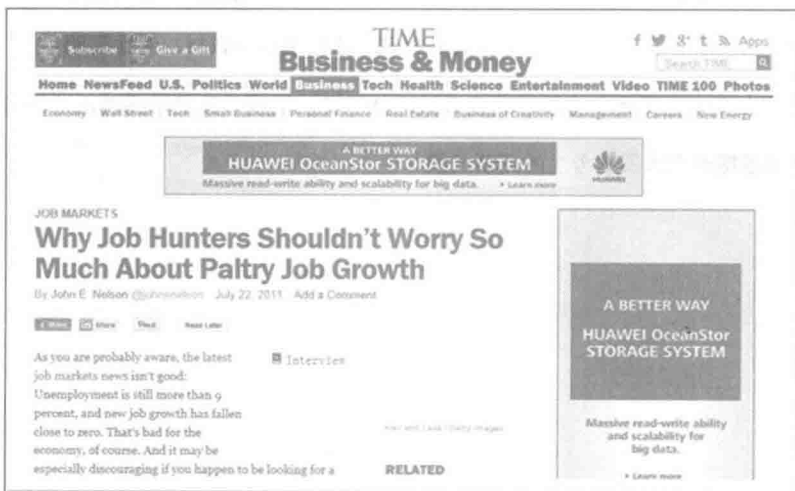 Subscribe Give a Gift
TIME
Business & Money
f t Apps
Search TIME
Home NewsFeed U.S. Politics World Business Tech Health Science Entertainment Video TIME 100 Photos
Economy Wall Street Tech Small Business Personal Finance Real Estate Business of Creativity Management Careers New Energy
A BETTER WAY
HUAWEI OceanStor STORAGE SYSTEM
Massive read-write ability and scalability for big data. Learn more
HUAWEI
JOB MARKETS
Why Job Hunters Shouldn't Worry So
Much About Paltry Job Growth
By John E. Nelson @johnenelson July 22, 2011 Add a Comment
Share Read Later
As you are probably aware, the latest
job markets news isn't good:
Unemployment is still more than 9
percent, and new job growth has fallen
close to zero. That's bad for the
economy, of course. And it may be
especially discouraging if you happen to be looking for a
Interview
Getty Images
RELATED
A BETTER WAY
HUAWEI OceanStor
STORAGE SYSTEM
Massive read-write ability
and scalability for
big data.
Learn more